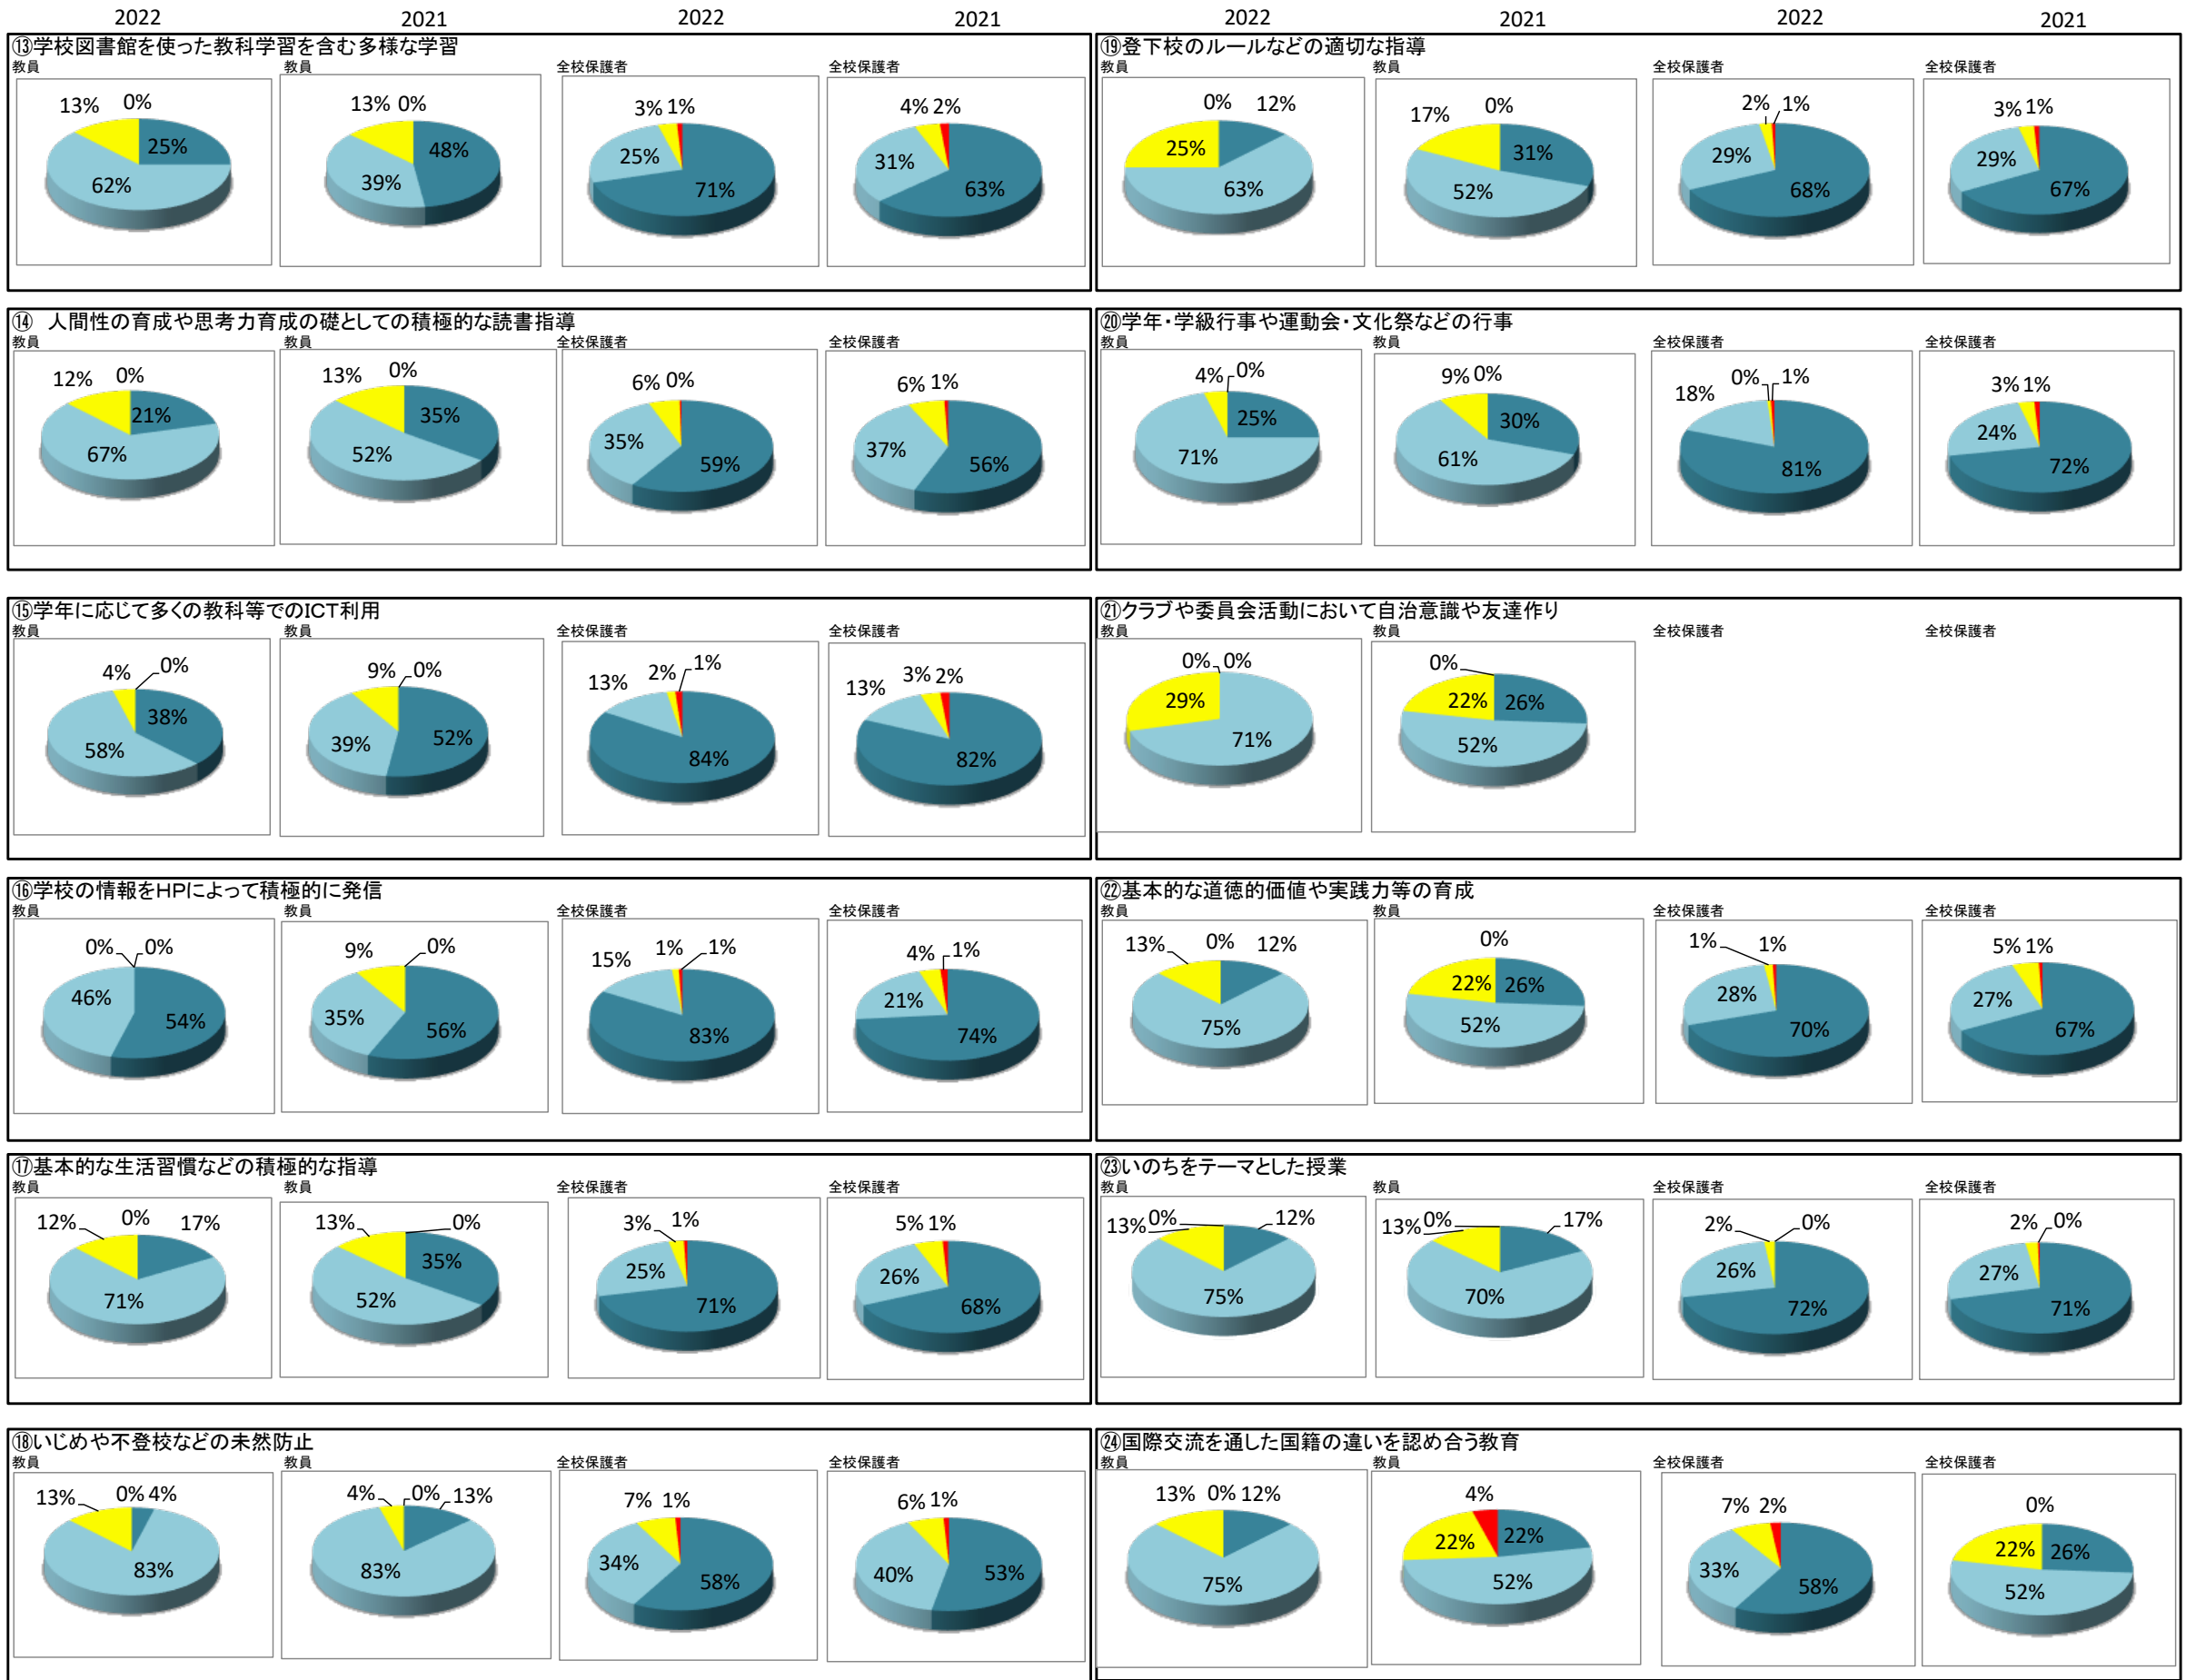 2022 2021 2022 2021 2022 2021 2022 2021
⑬学校図書館を使った教科学習を含む多様な学習
教員 教員 全校保護者 全校保護者
13% 0% 25% 62%
13% 0% 48% 39%
3% 1% 25% 71%
4% 2% 31% 63%
⑲登下校のルールなどの適切な指導
教員 教員 全校保護者 全校保護者
0% 12% 25% 63%
17% 0% 31% 52%
2% 1% 29% 68%
3% 1% 29% 67%
⑭ 人間性の育成や思考力育成の礎としての積極的な読書指導
教員 教員 全校保護者 全校保護者
12% 0% 21% 67%
13% 0% 35% 52%
6% 0% 35% 59%
6% 1% 37% 56%
⑳学年・学級行事や運動会・文化祭などの行事
教員 教員 全校保護者 全校保護者
4% 0% 25% 71%
9% 0% 30% 61%
18% 0% 1% 81%
3% 1% 24% 72%
⑮学年に応じて多くの教科等でのICT利用
教員 教員 全校保護者 全校保護者
4% 0% 38% 58%
9% 0% 39% 52%
13% 2% 1% 84%
13% 3% 2% 82%
㉑クラブや委員会活動において自治意識や友達作り
教員 教員 全校保護者 全校保護者
0% 0% 29% 71%
0% 22% 26% 52%
⑯学校の情報をHPによって積極的に発信
教員 教員 全校保護者 全校保護者
0% 0% 46% 54%
9% 0% 35% 56%
15% 1% 1% 83%
4% 1% 21% 74%
㉒基本的な道徳的価値や実践力等の育成
教員 教員 全校保護者 全校保護者
13% 0% 12% 75%
0% 22% 26% 52%
1% 1% 28% 70%
5% 1% 27% 67%
⑰基本的な生活習慣などの積極的な指導
教員 教員 全校保護者 全校保護者
12% 0% 17% 71%
13% 0% 35% 52%
3% 1% 25% 71%
5% 1% 26% 68%
㉓いのちをテーマとした授業
教員 教員 全校保護者 全校保護者
13% 0% 12% 75%
13% 0% 17% 70%
2% 0% 26% 72%
2% 0% 27% 71%
⑱いじめや不登校などの未然防止
教員 教員 全校保護者 全校保護者
13% 0% 4% 83%
4% 0% 13% 83%
7% 1% 34% 58%
6% 1% 40% 53%
㉔国際交流を通した国籍の違いを認め合う教育
教員 教員 全校保護者 全校保護者
13% 0% 12% 75%
4% 22% 22% 52%
7% 2% 33% 58%
0% 22% 26% 52%